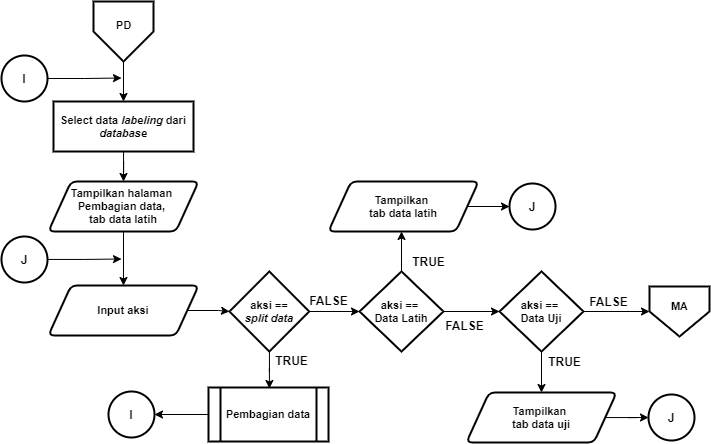 PD
I
Select data labeling dari
database
Tampilkan halaman
Pembagian data,
tab data latih
J
Input aksi
aksi ==
split data
FALSE
TRUE
Pembagian data
I
aksi ==
Data Latih
TRUE
Tampilkan
tab data latih
J
FALSE
aksi ==
Data Uji
FALSE
MA
TRUE
Tampilkan
tab data uji
J